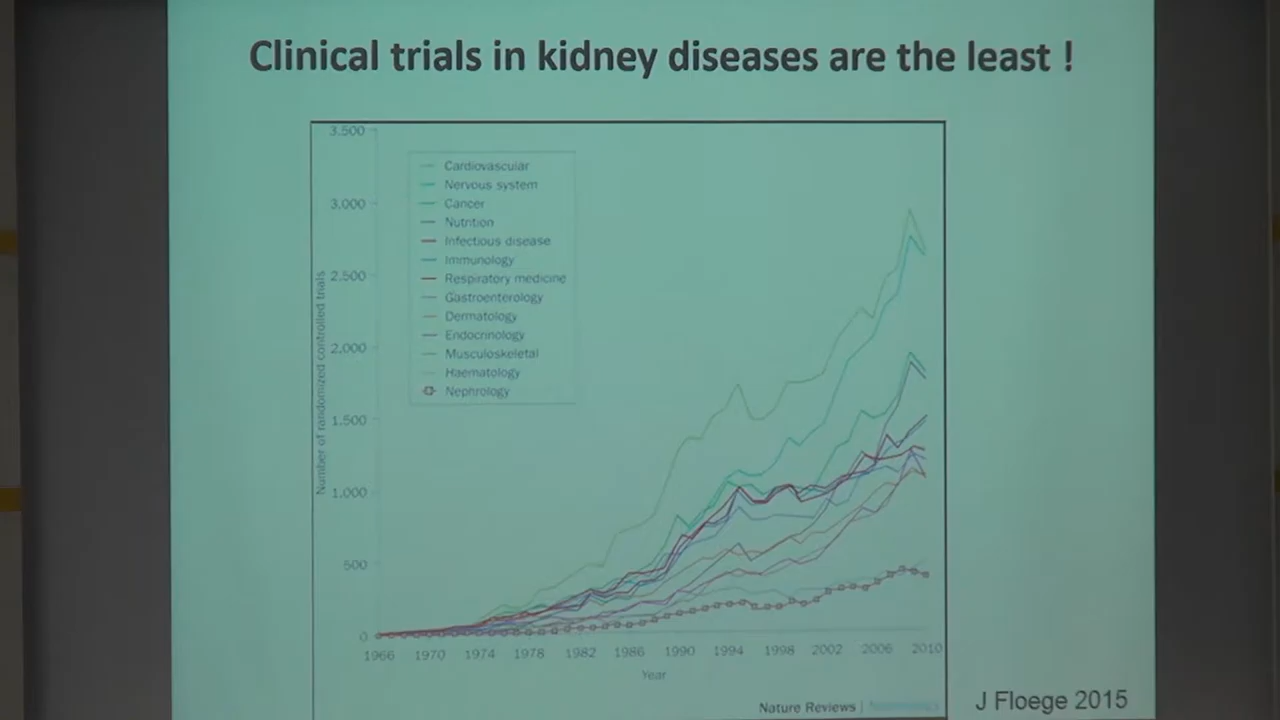 Clinical trials in kidney diseases are the least !
3.500
3.000
2.500
2.000
1.500
1.000
500
0
Number of randomized controlled trials
Cardiovascular
Nervous system
Cancer
Nutrition
Infectious disease
Immunology
Respiratory medicine
Gastroenterology
Dermatology
Endocrinology
Musculoskeletal
Haematology
Nephrology
1966 1970 1974 1978 1982 1986 1990 1994 1998 2002 2006 2010
Year
Nature Reviews |
J Floege 2015